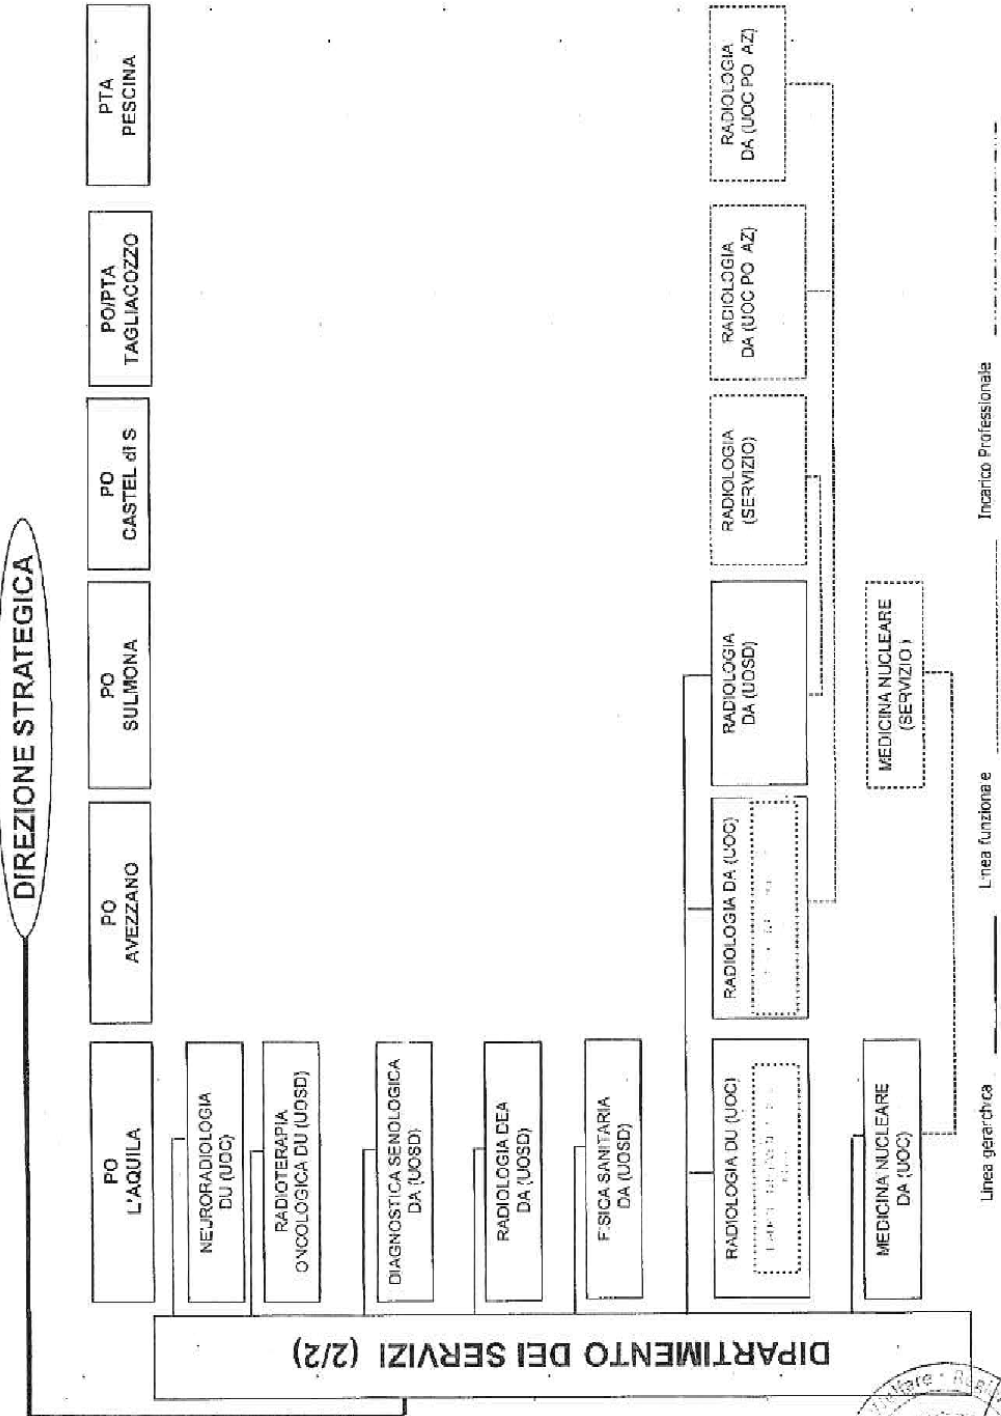 DIREZIONE STRATEGICA
PO
L'AQUILA
PO
AVEZZANO
PO
SULMONA
PO
CASTEL di S
PO/PTA
TAGLIACOZZO
PTA
PESCINA
DIPARTIMENTO DEI SERVIZI (2/2)
NEURORADIOLOGIA
DU (UOC)
RADIOTERAPIA
ONCOLOGICA DU (UOSD)
DIAGNOSTICA SENOLOGICA
DA (UOSD)
RADIOLOGIA DEA
DA (UOSD)
FISICA SANITARIA
DA (UOSD)
RADIOLOGIA DU (UOC)
RADIOLOGIA DA (UOC)
RADIOLOGIA
DA (UOSD)
RADIOLOGIA
(SERVIZIO)
RADIOLOGIA
DA (UOC PO AZ)
RADIOLOGIA
DA (UOC PO AZ)
MEDICINA NUCLEARE
DA (UOC)
MEDICINA NUCLEARE
(SERVIZIO)
Linea gerarchica
Linea funzionale
Incarico Professionale